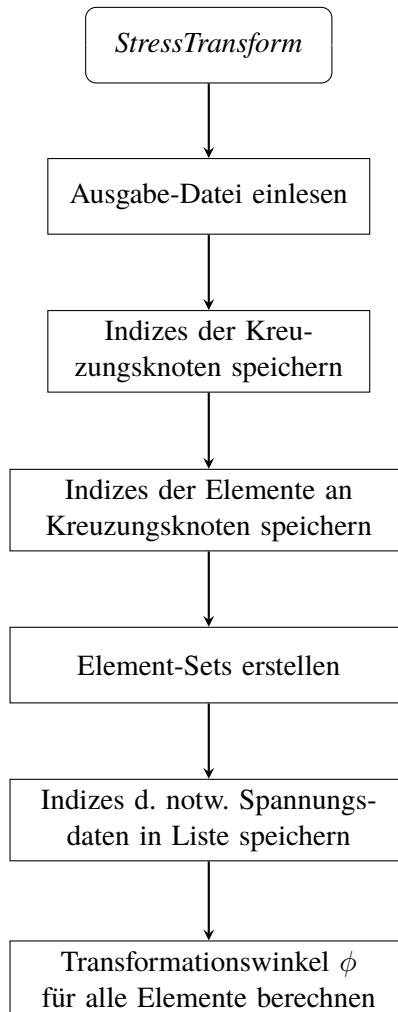 StressTransform
Ausgabe-Datei einlesen
Indizes der Kreu-
zungsknoten speichern
Indizes der Elemente an
Kreuzungsknoten speichern
Element-Sets erstellen
Indizes d. notw. Spannungs-
daten in Liste speichern
Transformationswinkel ϕ
für alle Elemente berechnen